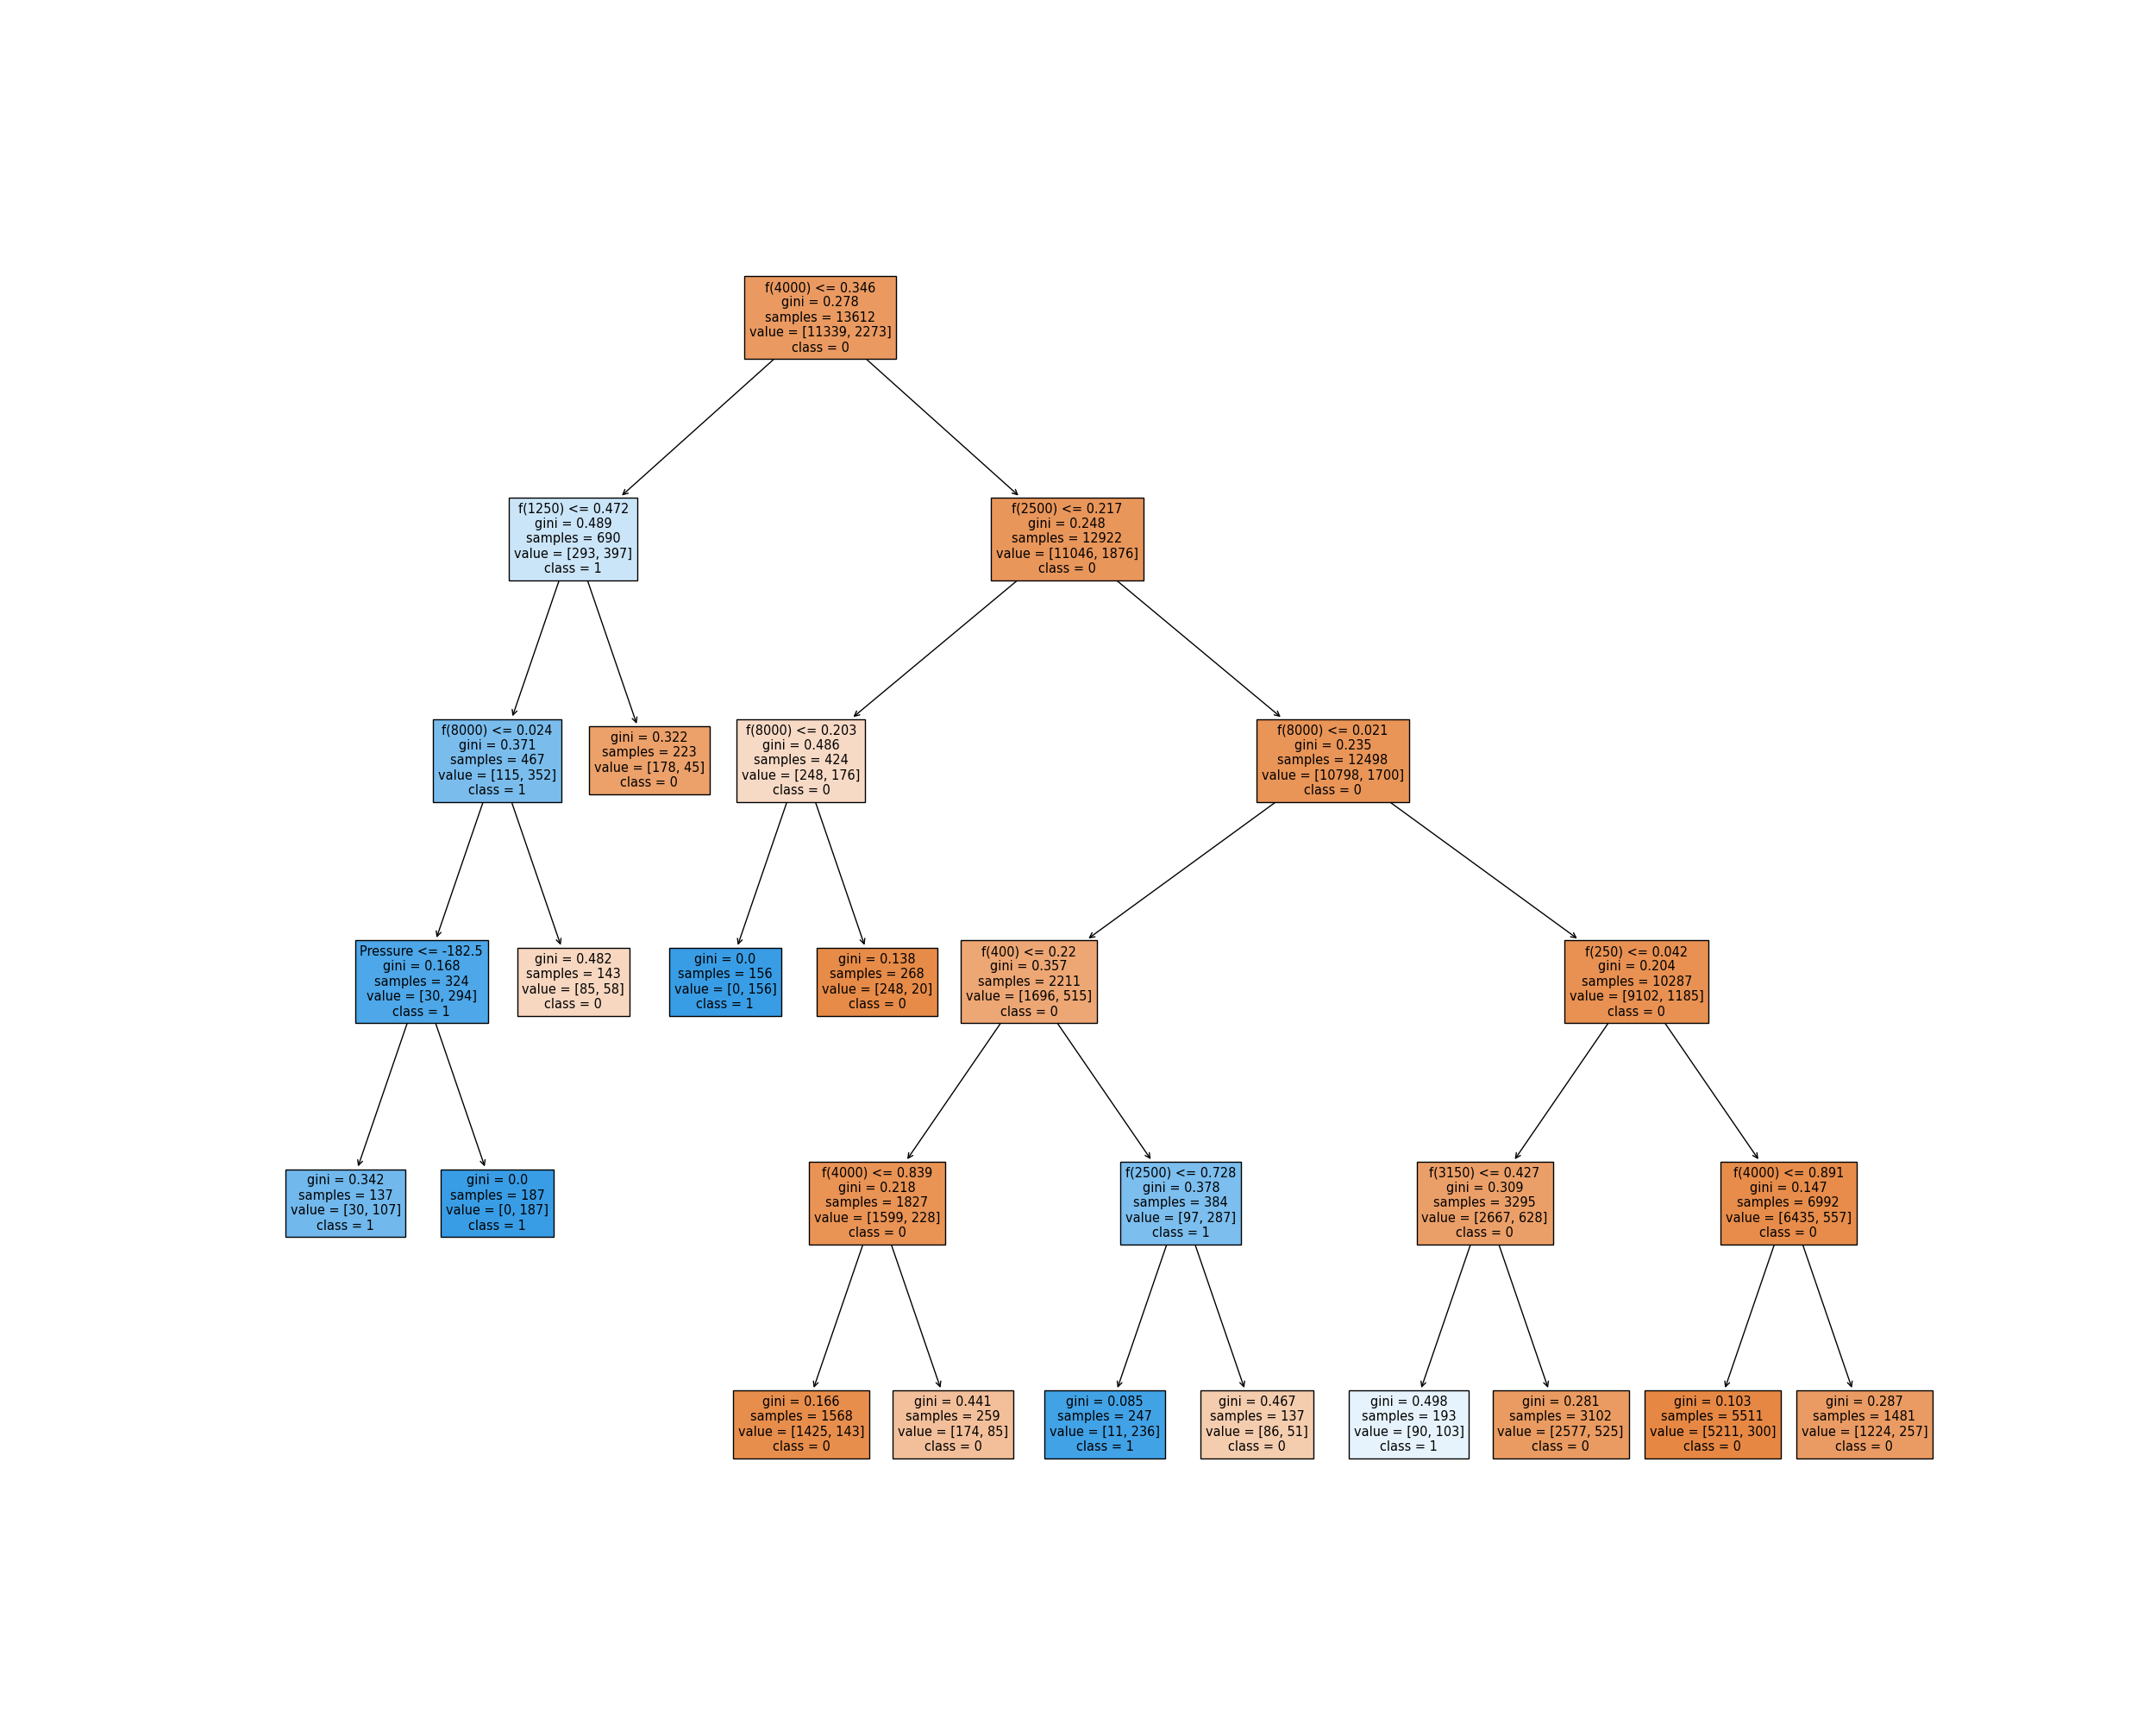 f(4000) <= 0.346
gini = 0.278
samples = 13612
value = [11339, 2273]
class = 0
f(1250) <= 0.472
gini = 0.489
samples = 690
value = [293, 397]
class = 1
f(2500) <= 0.217
gini = 0.248
samples = 12922
value = [11046, 1876]
class = 0
f(8000) <= 0.024
gini = 0.371
samples = 467
value = [115, 352]
class = 1
gini = 0.322
samples = 223
value = [178, 45]
class = 0
f(8000) <= 0.203
gini = 0.486
samples = 424
value = [248, 176]
class = 0
f(8000) <= 0.021
gini = 0.235
samples = 12498
value = [10798, 1700]
class = 0
Pressure <= -182.5
gini = 0.168
samples = 324
value = [30, 294]
class = 1
gini = 0.482
samples = 143
value = [85, 58]
class = 0
gini = 0.0
samples = 156
value = [0, 156]
class = 1
gini = 0.138
samples = 268
value = [248, 20]
class = 0
f(400) <= 0.22
gini = 0.357
samples = 2211
value = [1696, 515]
class = 0
f(250) <= 0.042
gini = 0.204
samples = 10287
value = [9102, 1185]
class = 0
gini = 0.342
samples = 137
value = [30, 107]
class = 1
gini = 0.0
samples = 187
value = [0, 187]
class = 1
f(4000) <= 0.839
gini = 0.218
samples = 1827
value = [1599, 228]
class = 0
f(2500) <= 0.728
gini = 0.378
samples = 384
value = [97, 287]
class = 1
f(3150) <= 0.427
gini = 0.309
samples = 3295
value = [2667, 628]
class = 0
f(4000) <= 0.891
gini = 0.147
samples = 6992
value = [6435, 557]
class = 0
gini = 0.166
samples = 1568
value = [1425, 143]
class = 0
gini = 0.441
samples = 259
value = [174, 85]
class = 0
gini = 0.085
samples = 247
value = [11, 236]
class = 1
gini = 0.467
samples = 137
value = [86, 51]
class = 0
gini = 0.498
samples = 193
value = [90, 103]
class = 1
gini = 0.281
samples = 3102
value = [2577, 525]
class = 0
gini = 0.103
samples = 5511
value = [5211, 300]
class = 0
gini = 0.287
samples = 1481
value = [1224, 257]
class = 0